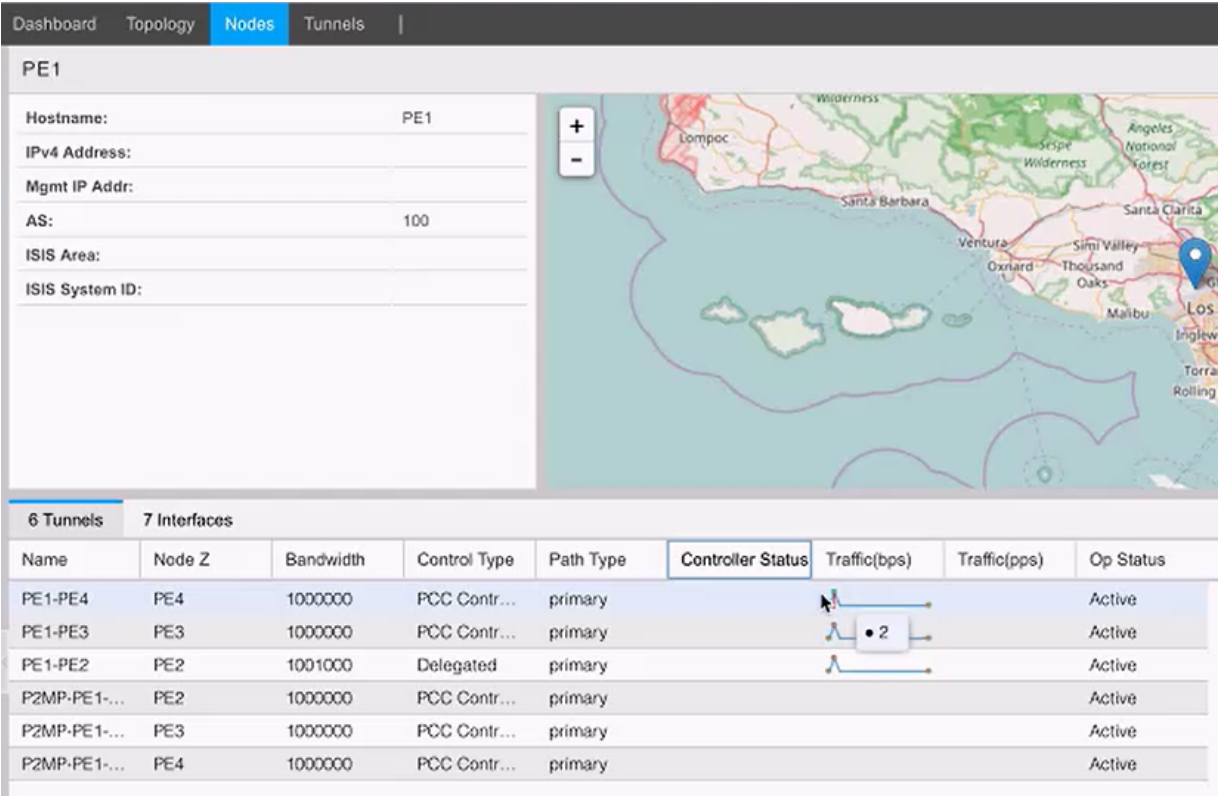 Dashboard Topology Nodes Tunnels |
PE1
Hostname: PE1
IPv4 Address:
Mgmt IP Addr:
AS: 100
ISIS Area:
ISIS System ID:
+
-
Wilderness
Lompoc
Sespe
Wilderness
Angeles
National
Forest
Santa Barbara
Santa Clarita
Ventura
Simi Valley
Oxnard
Thousand
Oaks
Malibu
Los
Inglew
Torra
Rolling
6 Tunnels 7 Interfaces
Name Node Z Bandwidth Control Type Path Type Controller Status Traffic(bps) Traffic(pps) Op Status
PE1-PE4 PE4 1000000 PCC Contr... primary Active
PE1-PE3 PE3 1000000 PCC Contr... primary • 2 Active
PE1-PE2 PE2 1001000 Delegated primary Active
P2MP-PE1-... PE2 1000000 PCC Contr... primary Active
P2MP-PE1-... PE3 1000000 PCC Contr... primary Active
P2MP-PE1-... PE4 1000000 PCC Contr... primary Active